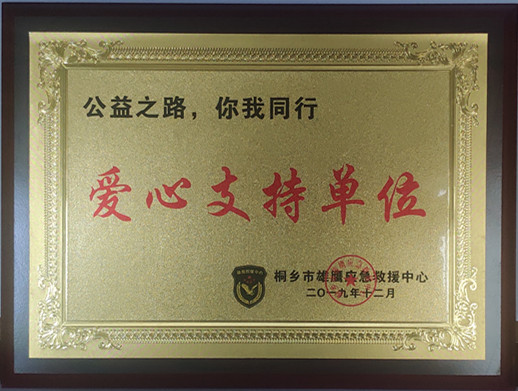 公益之路，你我同行
爱心支持单位
桐乡市雄鹰应急救援中心
二〇一九年十二月